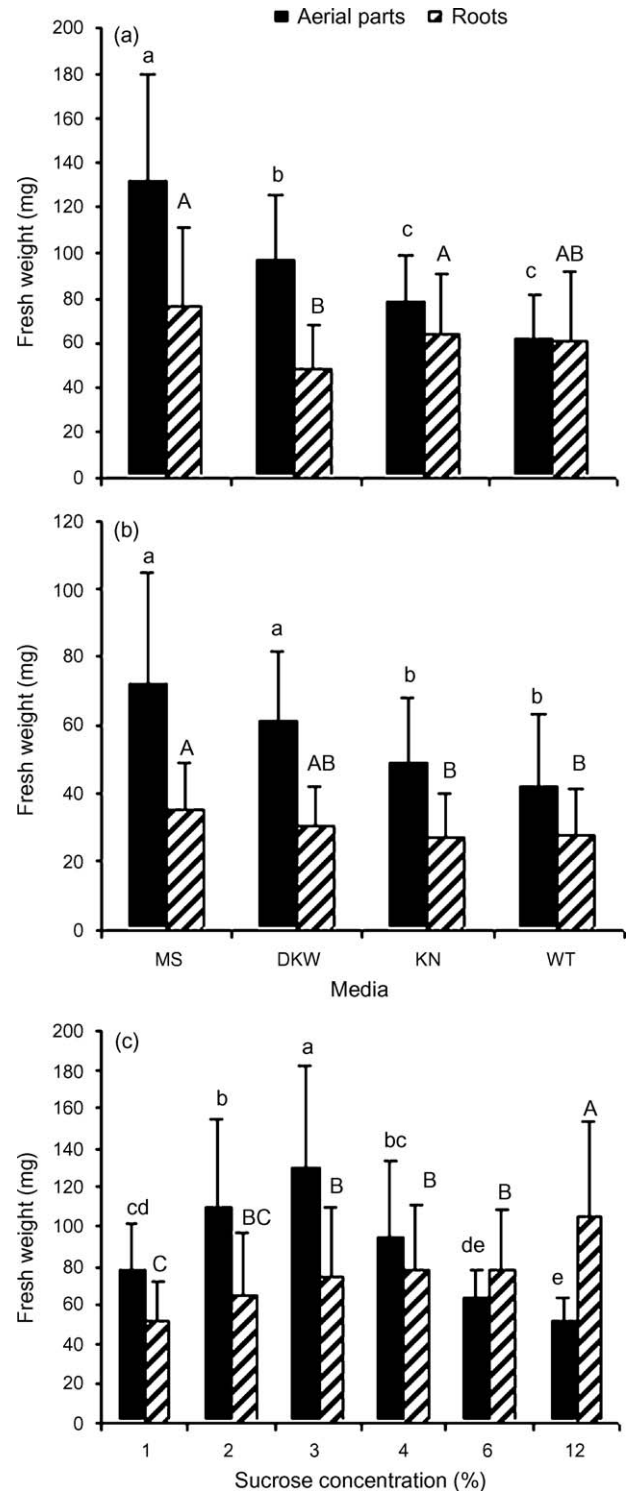 ■ Aerial parts Roots
(a)
Fresh weight (mg)
200
180
160
140
120
100
80
60
40
20
0
a A
b B
c A
c AB
(b)
Fresh weight (mg)
120
100
80
60
40
20
0
a A
a AB
b B
b B
MS DKW KN WT
Media
(c)
Fresh weight (mg)
200
180
160
140
120
100
80
60
40
20
0
cd C
b BC
a B
bc B
de B
e A
1 2 3 4 6 12
Sucrose concentration (%)